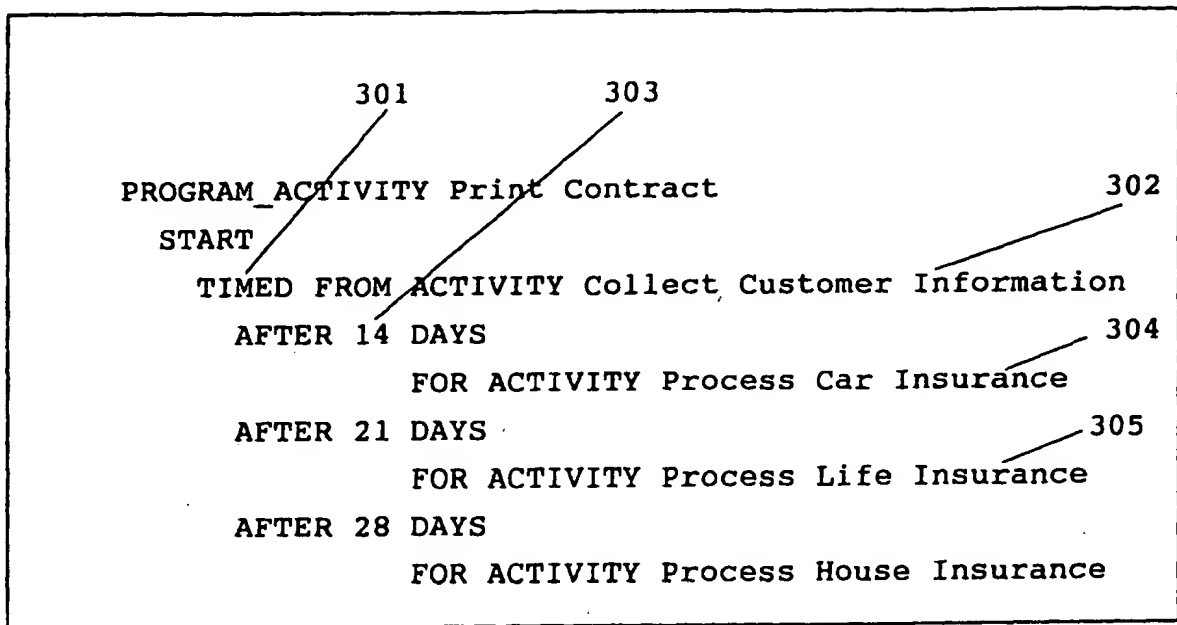 301 303
PROGRAM_ACTIVITY Print Contract 302
START
TIMED FROM ACTIVITY Collect Customer Information
AFTER 14 DAYS 304
FOR ACTIVITY Process Car Insurance
AFTER 21 DAYS 305
FOR ACTIVITY Process Life Insurance
AFTER 28 DAYS
FOR ACTIVITY Process House Insurance